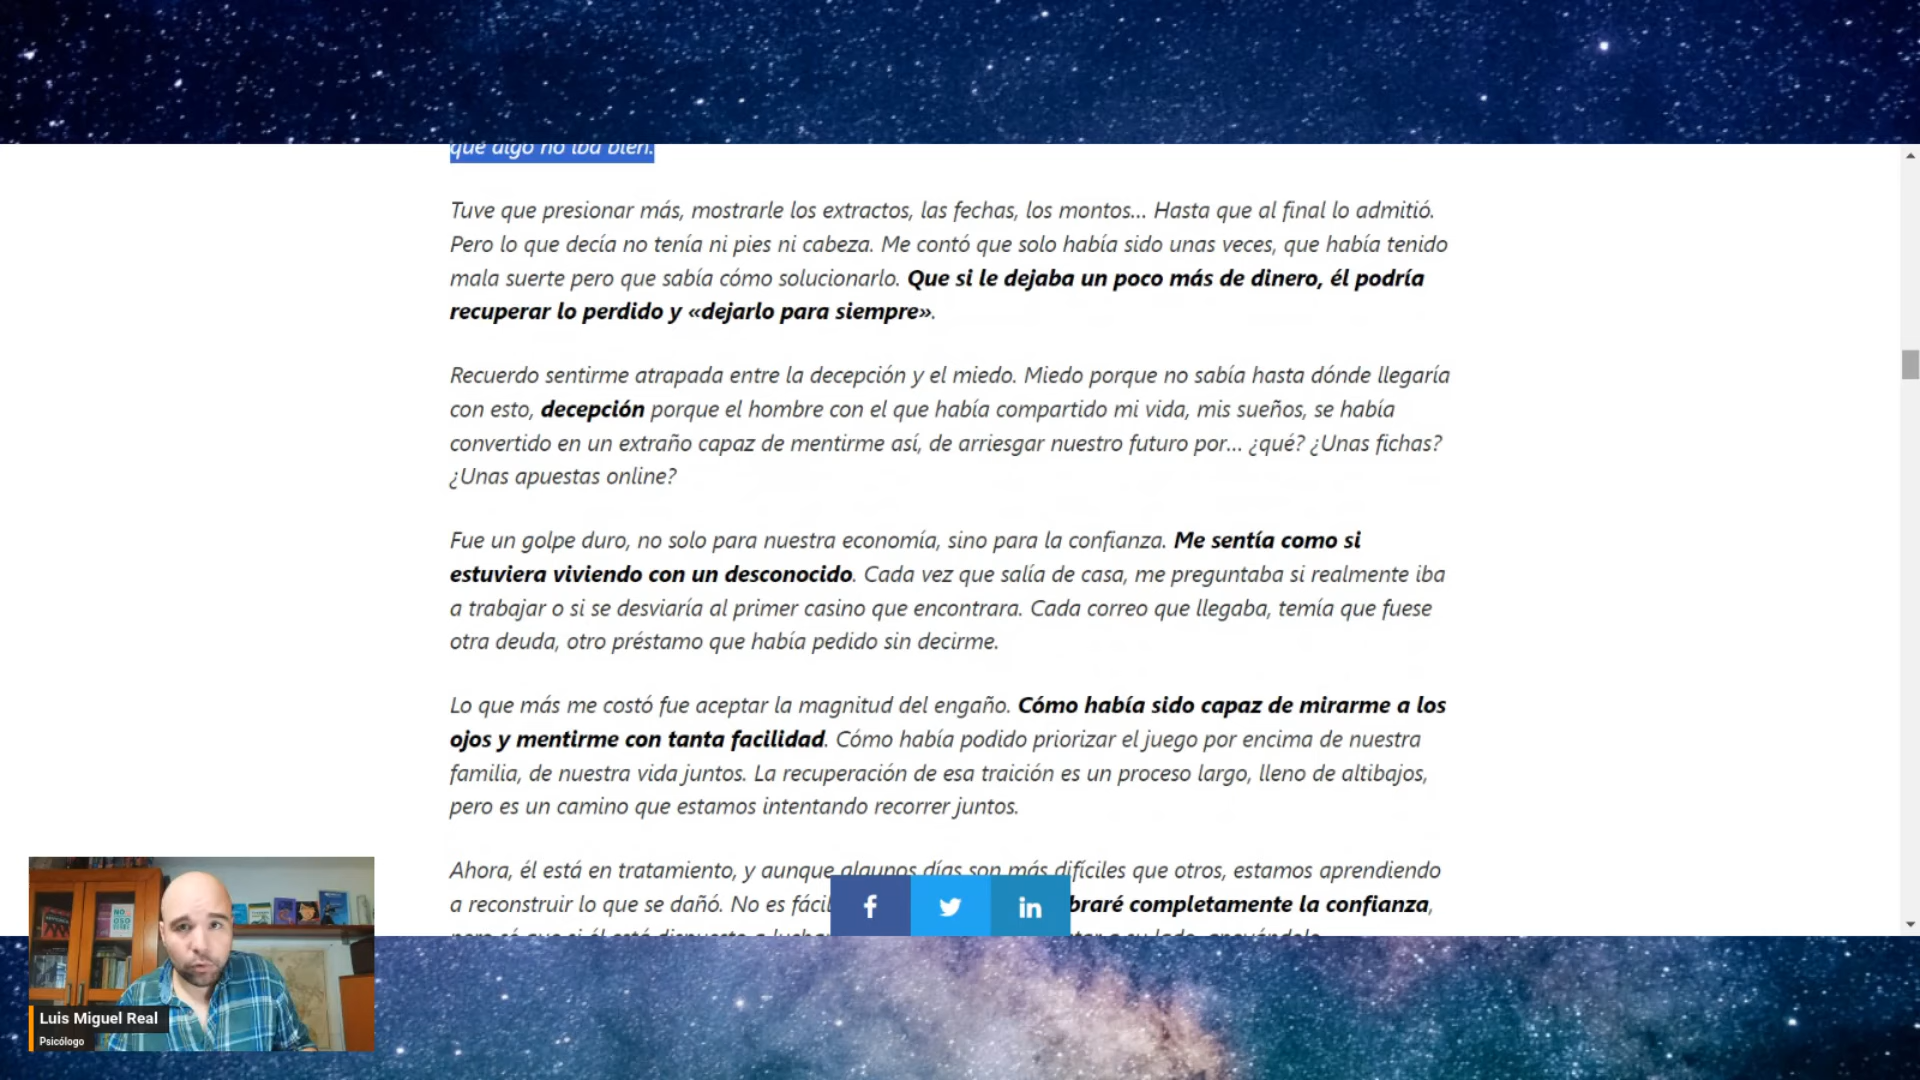 que algo no iba bien.
Tuve que presionar más, mostrarle los extractos, las fechas, los montos... Hasta que al final lo admitió.
Pero lo que decía no tenía ni pies ni cabeza. Me contó que solo había sido unas veces, que había tenido
mala suerte pero que sabía cómo solucionarlo. Que si le dejaba un poco más de dinero, él podría
recuperar lo perdido y «dejarlo para siempre».
Recuerdo sentirme atrapada entre la decepción y el miedo. Miedo porque no sabía hasta dónde llegaría
con esto, decepción porque el hombre con el que había compartido mi vida, mis sueños, se había
convertido en un extraño capaz de mentirme así, de arriesgar nuestro futuro por... ¿qué? ¿Unas fichas?
¿Unas apuestas online?
Fue un golpe duro, no solo para nuestra economía, sino para la confianza. Me sentía como si
estuviera viviendo con un desconocido. Cada vez que salía de casa, me preguntaba si realmente iba
a trabajar o si se desviaría al primer casino que encontrara. Cada correo que llegaba, temía que fuese
otra deuda, otro préstamo que había pedido sin decirme.
Lo que más me costó fue aceptar la magnitud del engaño. Cómo había sido capaz de mirarme a los
ojos y mentirme con tanta facilidad. Cómo había podido priorizar el juego por encima de nuestra
familia, de nuestra vida juntos. La recuperación de esa traición es un proceso largo, lleno de altibajos,
pero es un camino que estamos intentando recorrer juntos.
Ahora, él está en tratamiento, y aunque algunos días son más difíciles que otros, estamos aprendiendo
a reconstruir lo que se dañó. No es fácil braré completamente la confianza,
Luis Miguel Real
Psicólogo